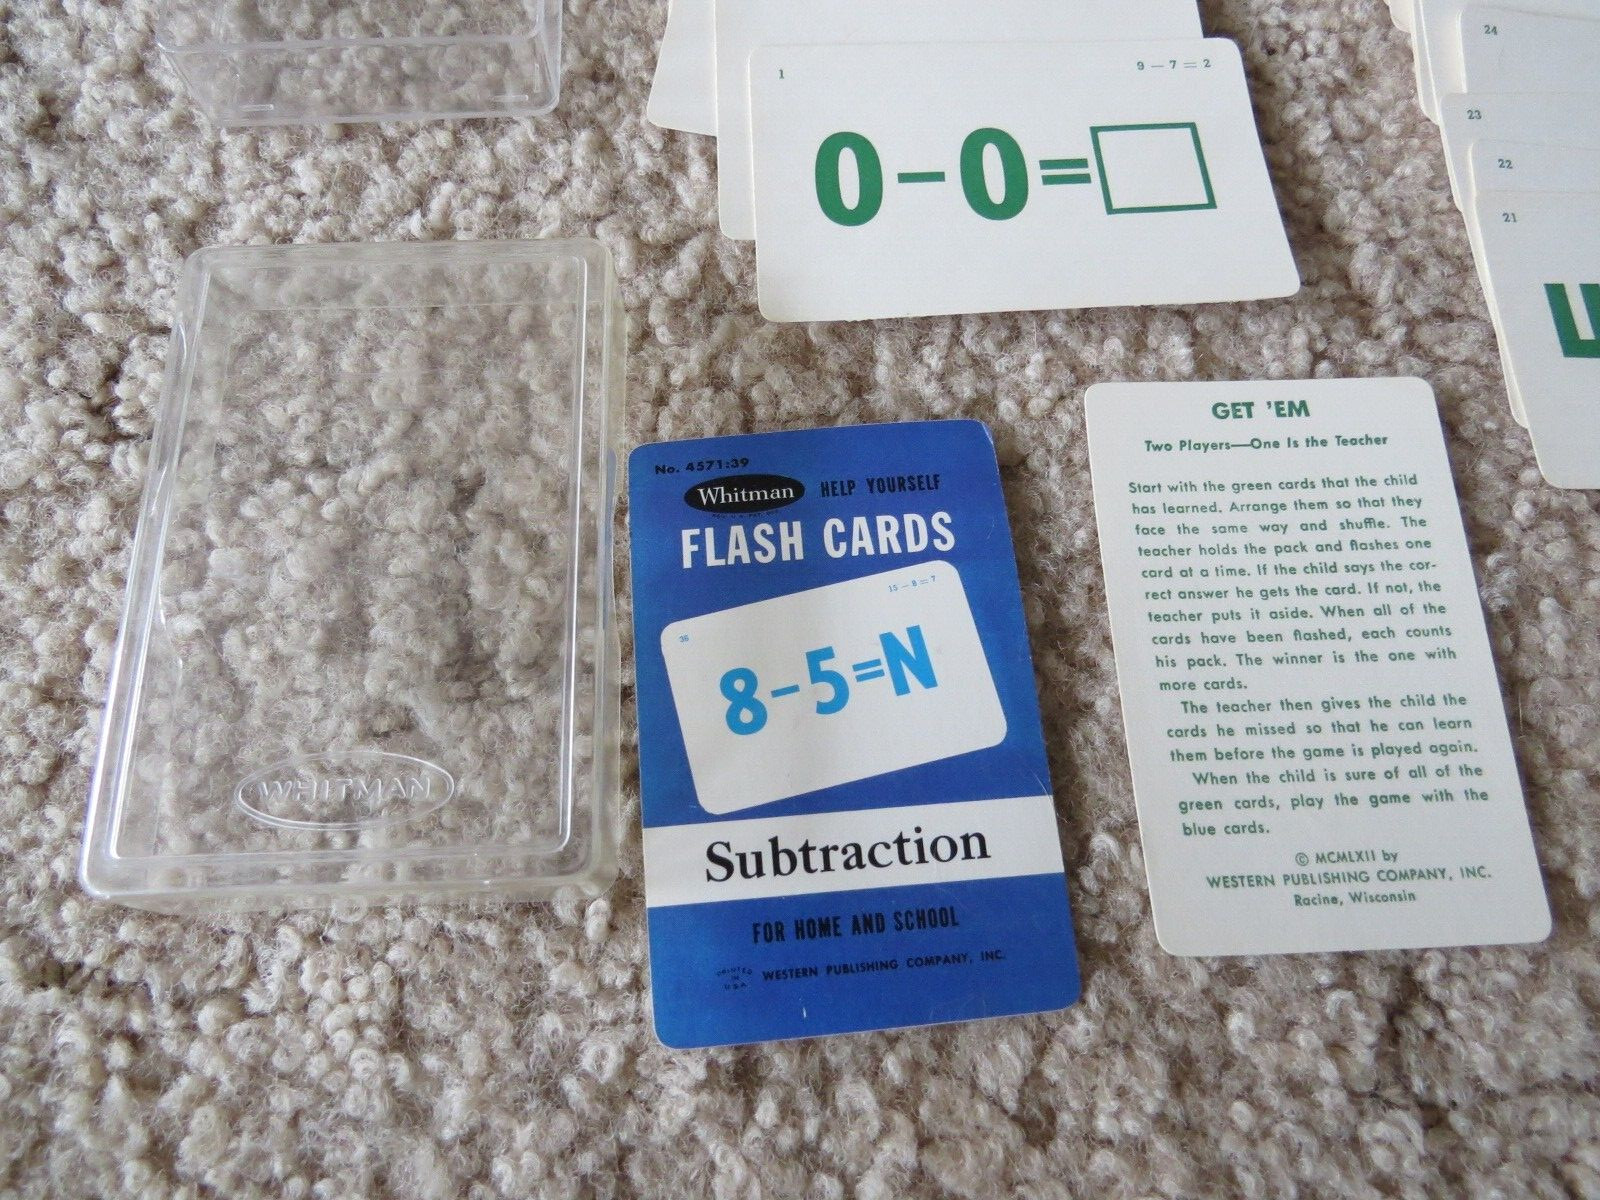 1
9 – 7 = 2
0–0=
24
23
22
21
WHITMAN
No. 4571:39
Whitman
HELP YOURSELF
FLASH CARDS
36
15 – 8 = 7
8–5=N
Subtraction
FOR HOME AND SCHOOL
PRINTED
IN
USA
WESTERN PUBLISHING COMPANY, INC.
GET 'EM
Two Players—One Is the Teacher
Start with the green cards that the child
has learned. Arrange them so that they
face the same way and shuffle. The
teacher holds the pack and flashes one
card at a time. If the child says the cor-
rect answer he gets the card. If not, the
teacher puts it aside. When all of the
cards have been flashed, each counts
his pack. The winner is the one with
more cards.
The teacher then gives the child the
cards he missed so that he can learn
them before the game is played again.
When the child is sure of all of the
green cards, play the game with the
blue cards.
© MCMLXII by
WESTERN PUBLISHING COMPANY, INC.
Racine, Wisconsin